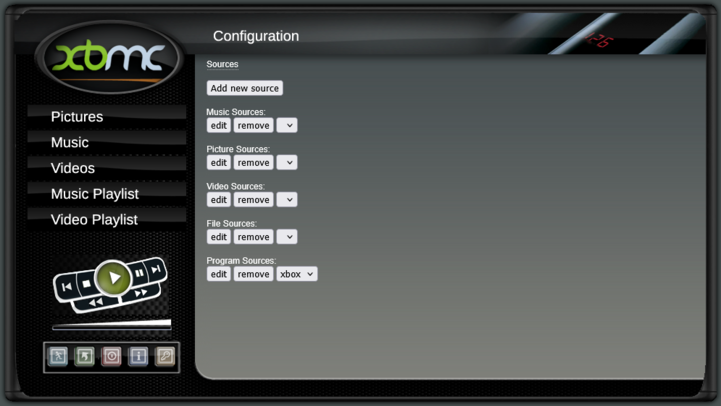 xbmc
Configuration
26
Sources
Add new source
Pictures
Music
Videos
Music Playlist
Video Playlist
Music Sources:
edit remove
Picture Sources:
edit remove
Video Sources:
edit remove
File Sources:
edit remove
Program Sources:
edit remove xbox